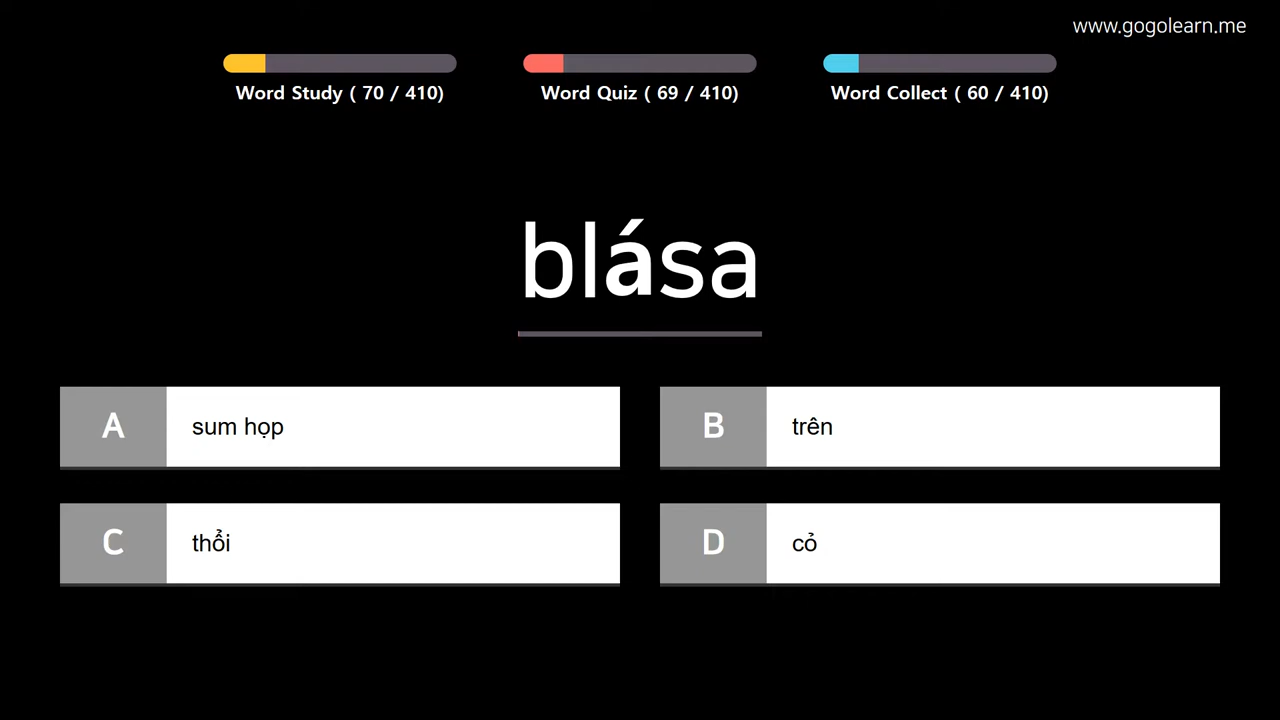 www.gogolearn.me
Word Study ( 70 / 410)
Word Quiz ( 69 / 410)
Word Collect ( 60 / 410)
blása
A sum họp
B trên
C thổi
D cỏ